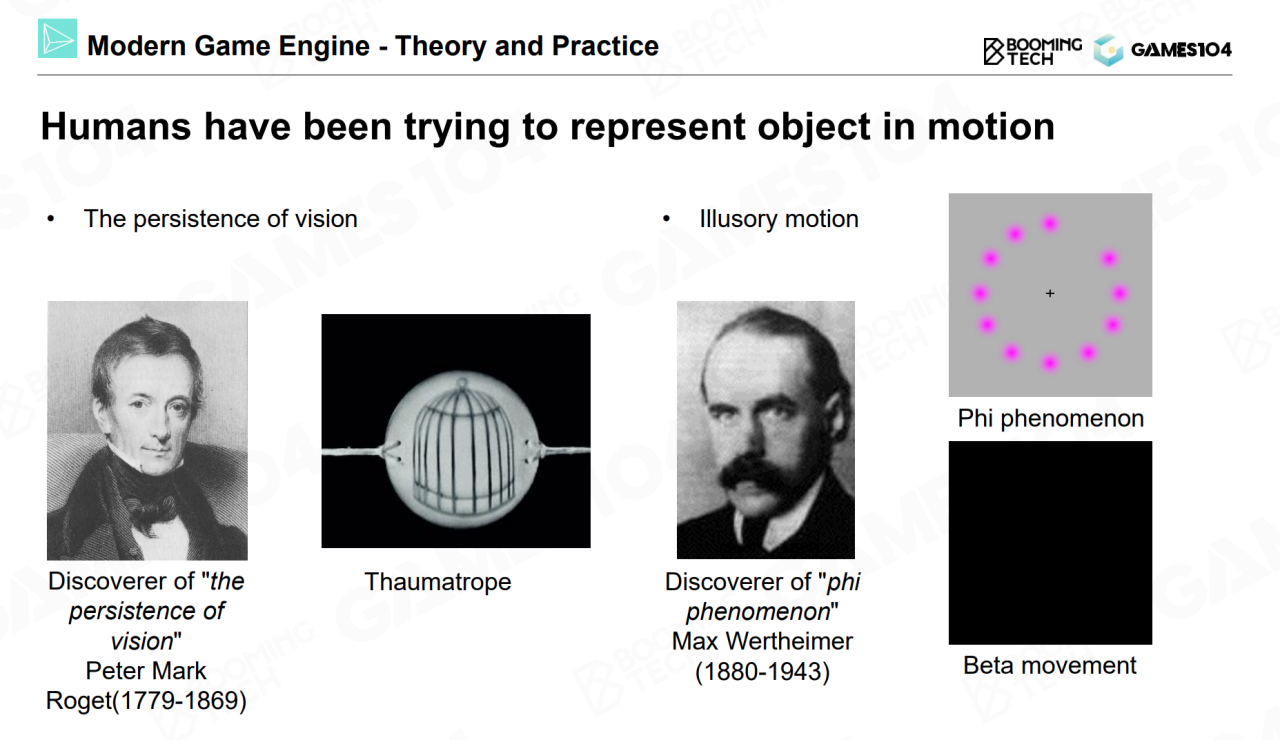 Modern Game Engine - Theory and Practice
BOOMING
TECH
GAMES104
Humans have been trying to represent object in motion
• The persistence of vision
Discoverer of "the
persistence of
vision"
Peter Mark
Roget(1779-1869)
Thaumatrope
• Illusory motion
Discoverer of "phi
phenomenon"
Max Wertheimer
(1880-1943)
Phi phenomenon
Beta movement